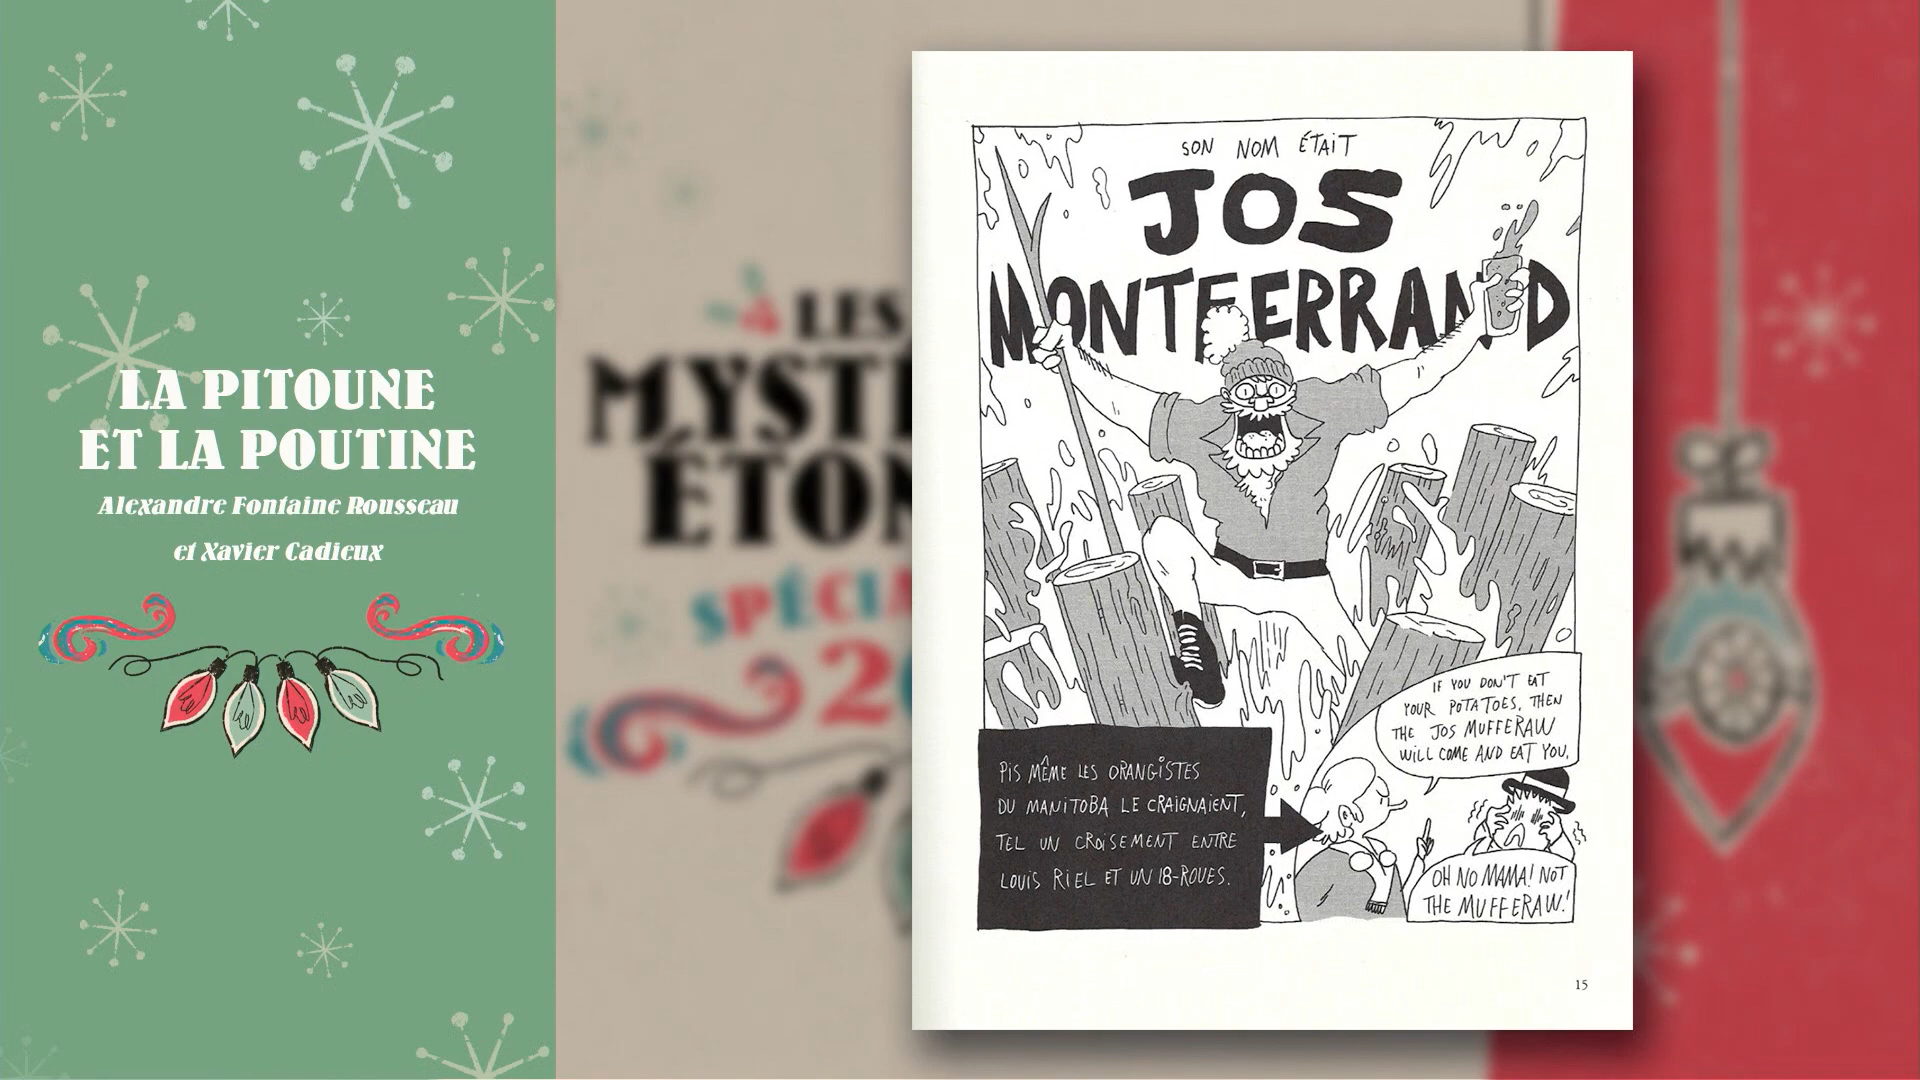 LA PITOUNE
ET LA POUTINE
Alexandre Fontaine Rousseau
et Xavier Cadieux
LES
SON NOM ÉTAIT
JOS
MONTFERRAND
IF YOU DON'T EAT
YOUR POTATOES, THEN
THE JOS MUFFERAW
WILL COME AND EAT YOU.
PIS MÊME LES ORANGISTES
DU MANITOBA LE CRAIGNAIENT,
TEL UN CROISEMENT ENTRE
LOUIS RIEL ET UN 18-ROUES.
OH NO MAMA! NOT
THE MUFFERAW!
15